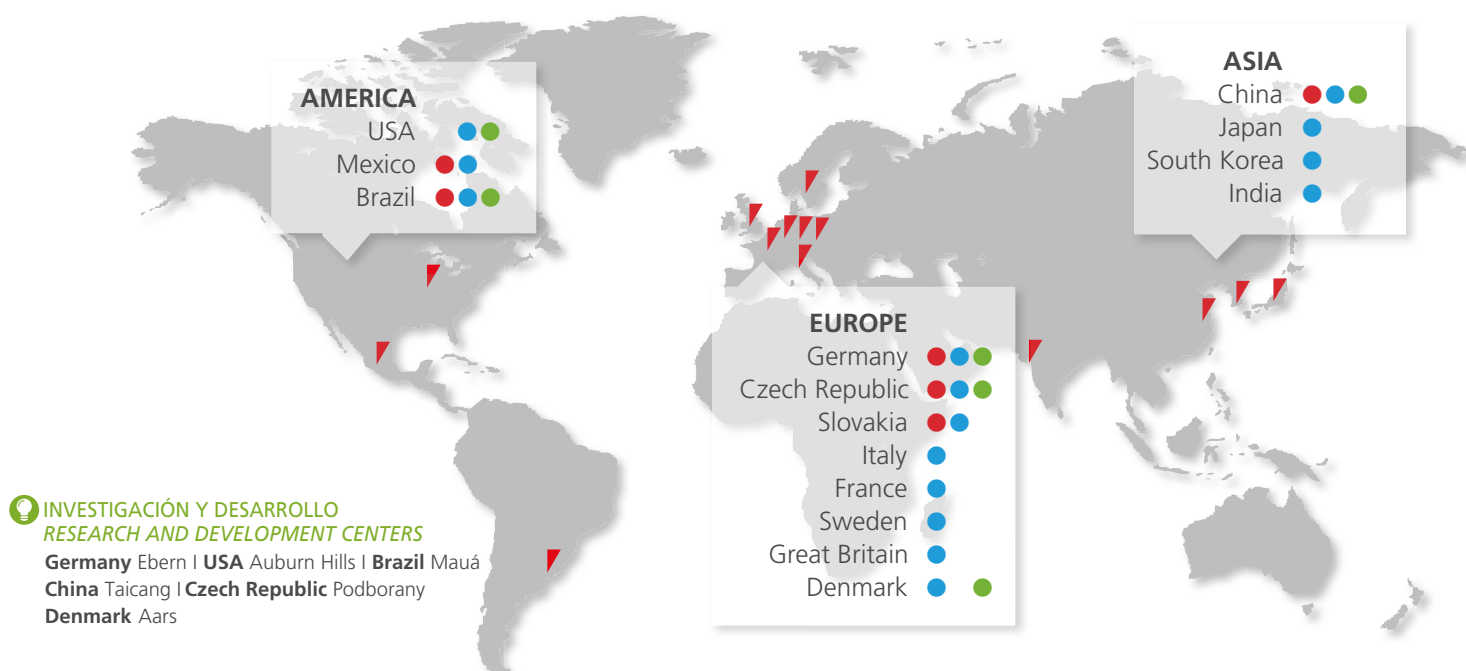 AMERICA
USA
Mexico
Brazil
ASIA
China
Japan
South Korea
India
EUROPE
Germany
Czech Republic
Slovakia
Italy
France
Sweden
Great Britain
Denmark
INVESTIGACIÓN Y DESARROLLO
RESEARCH AND DEVELOPMENT CENTERS
Germany Ebern I USA Auburn Hills I Brazil Mauá
China Taicang I Czech Republic Podborany
Denmark Aars